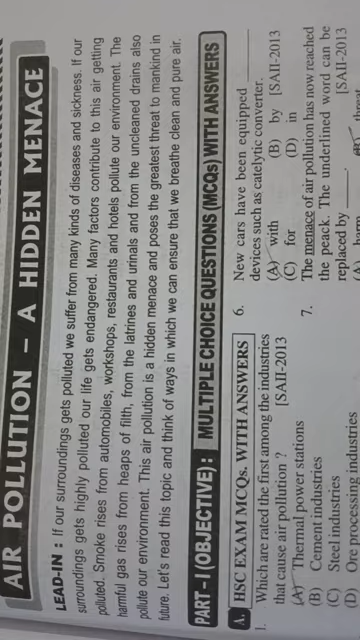 AIR POLLUTION – A HIDDEN MENACE
LEAD-IN : If our surroundings gets polluted we suffer from many kinds of diseases and sickness. If our
surroundings gets highly polluted our life gets endangered. Many factors contribute to this air getting
polluted. Smoke rises from automobiles, workshops, restaurants and hotels pollute our environment. The
harmful gas rises from heaps of filth, from the latrines and urinals and from the uncleaned drains also
pollute our environment. This air pollution is a hidden menace and poses the greatest threat to mankind in
future. Let's read this topic and think of ways in which we can ensure that we breathe clean and pure air.
PART–I (OBJECTIVE) : MULTIPLE CHOICE QUESTIONS (MCQs) WITH ANSWERS
A. HSC EXAM MCQs. WITH ANSWERS
1. Which are rated the first among the industries
that cause air pollution ? [SAII-2013
(A) Thermal power stations
(B) Cement industries
(C) Steel industries
(D) Ore processing industries
6. New cars have been equipped ______
devices such as catelytic converter.
(A) with (B) by [SAII-2013
(C) for (D) in
7. The menace of air pollution has now reached
the peack. The underlined word can be
replaced by ____. [SAII-2013
(A) harm (B) threat